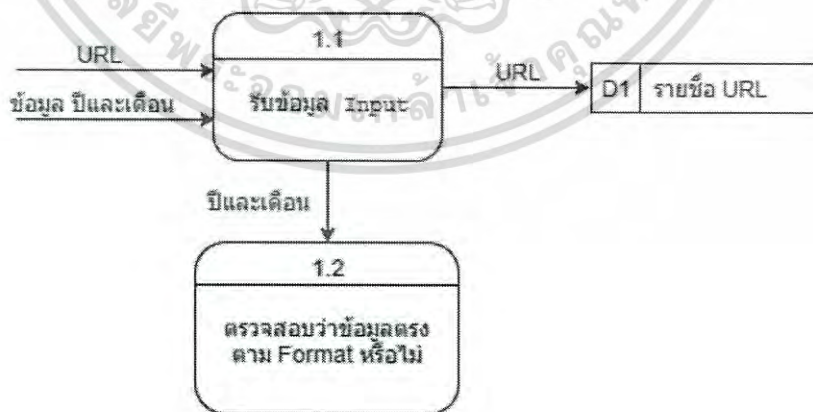 1.1
URL
ข้อมูล ปีและเดือน
รับข้อมูล Input
URL
D1 รายชื่อ URL
ปีและเดือน
1.2
ตรวจสอบว่าข้อมูลตรง
ตาม Format หรือไม่